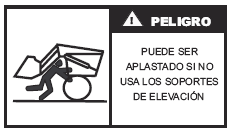 PELIGRO
PUEDE SER
APLASTADO SI NO
USA LOS SOPORTES
DE ELEVACIÓN